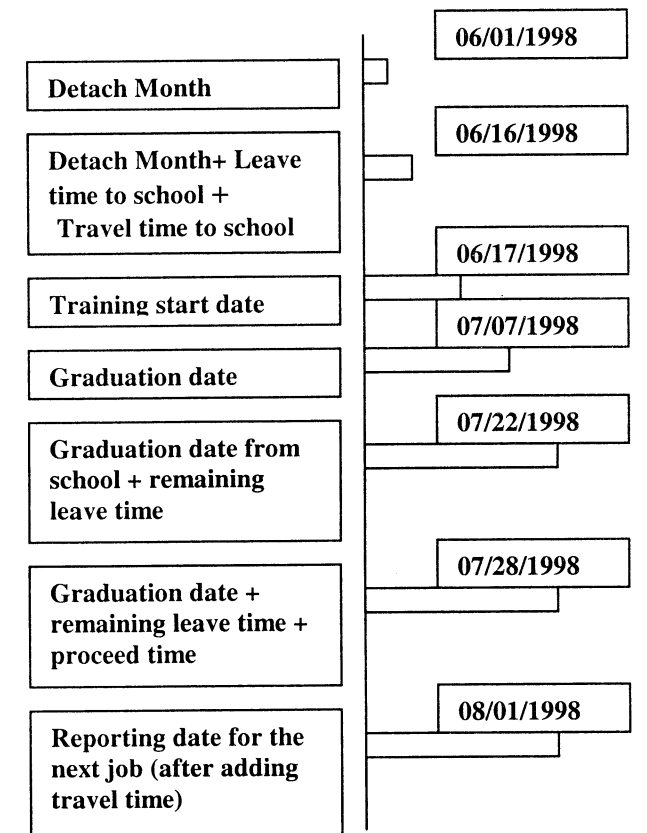 06/01/1998
Detach Month
06/16/1998
Detach Month+ Leave
time to school +
Travel time to school
06/17/1998
Training start date
07/07/1998
Graduation date
07/22/1998
Graduation date from
school + remaining
leave time
07/28/1998
Graduation date +
remaining leave time +
proceed time
08/01/1998
Reporting date for the
next job (after adding
travel time)